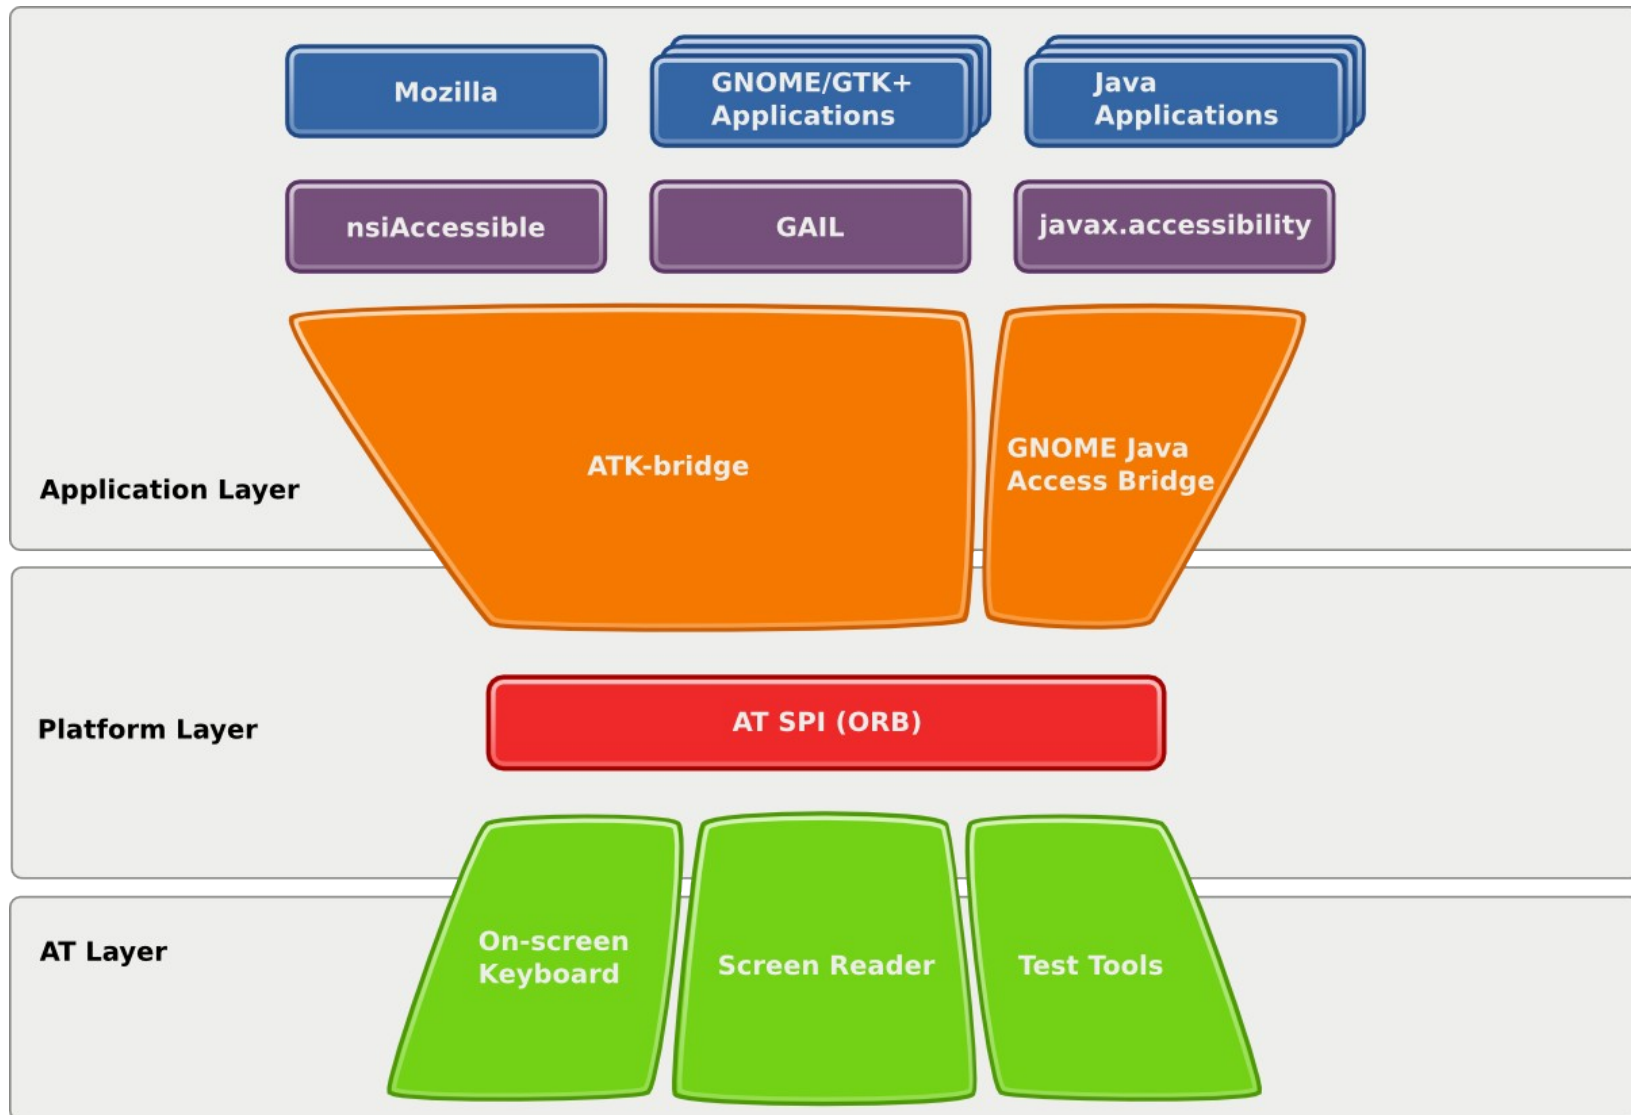 Mozilla
GNOME/GTK+
Applications
Java
Applications
nsiAccessible
GAIL
javax.accessibility
ATK-bridge
GNOME Java
Access Bridge
Application Layer
Platform Layer
AT SPI (ORB)
AT Layer
On-screen
Keyboard
Screen Reader
Test Tools